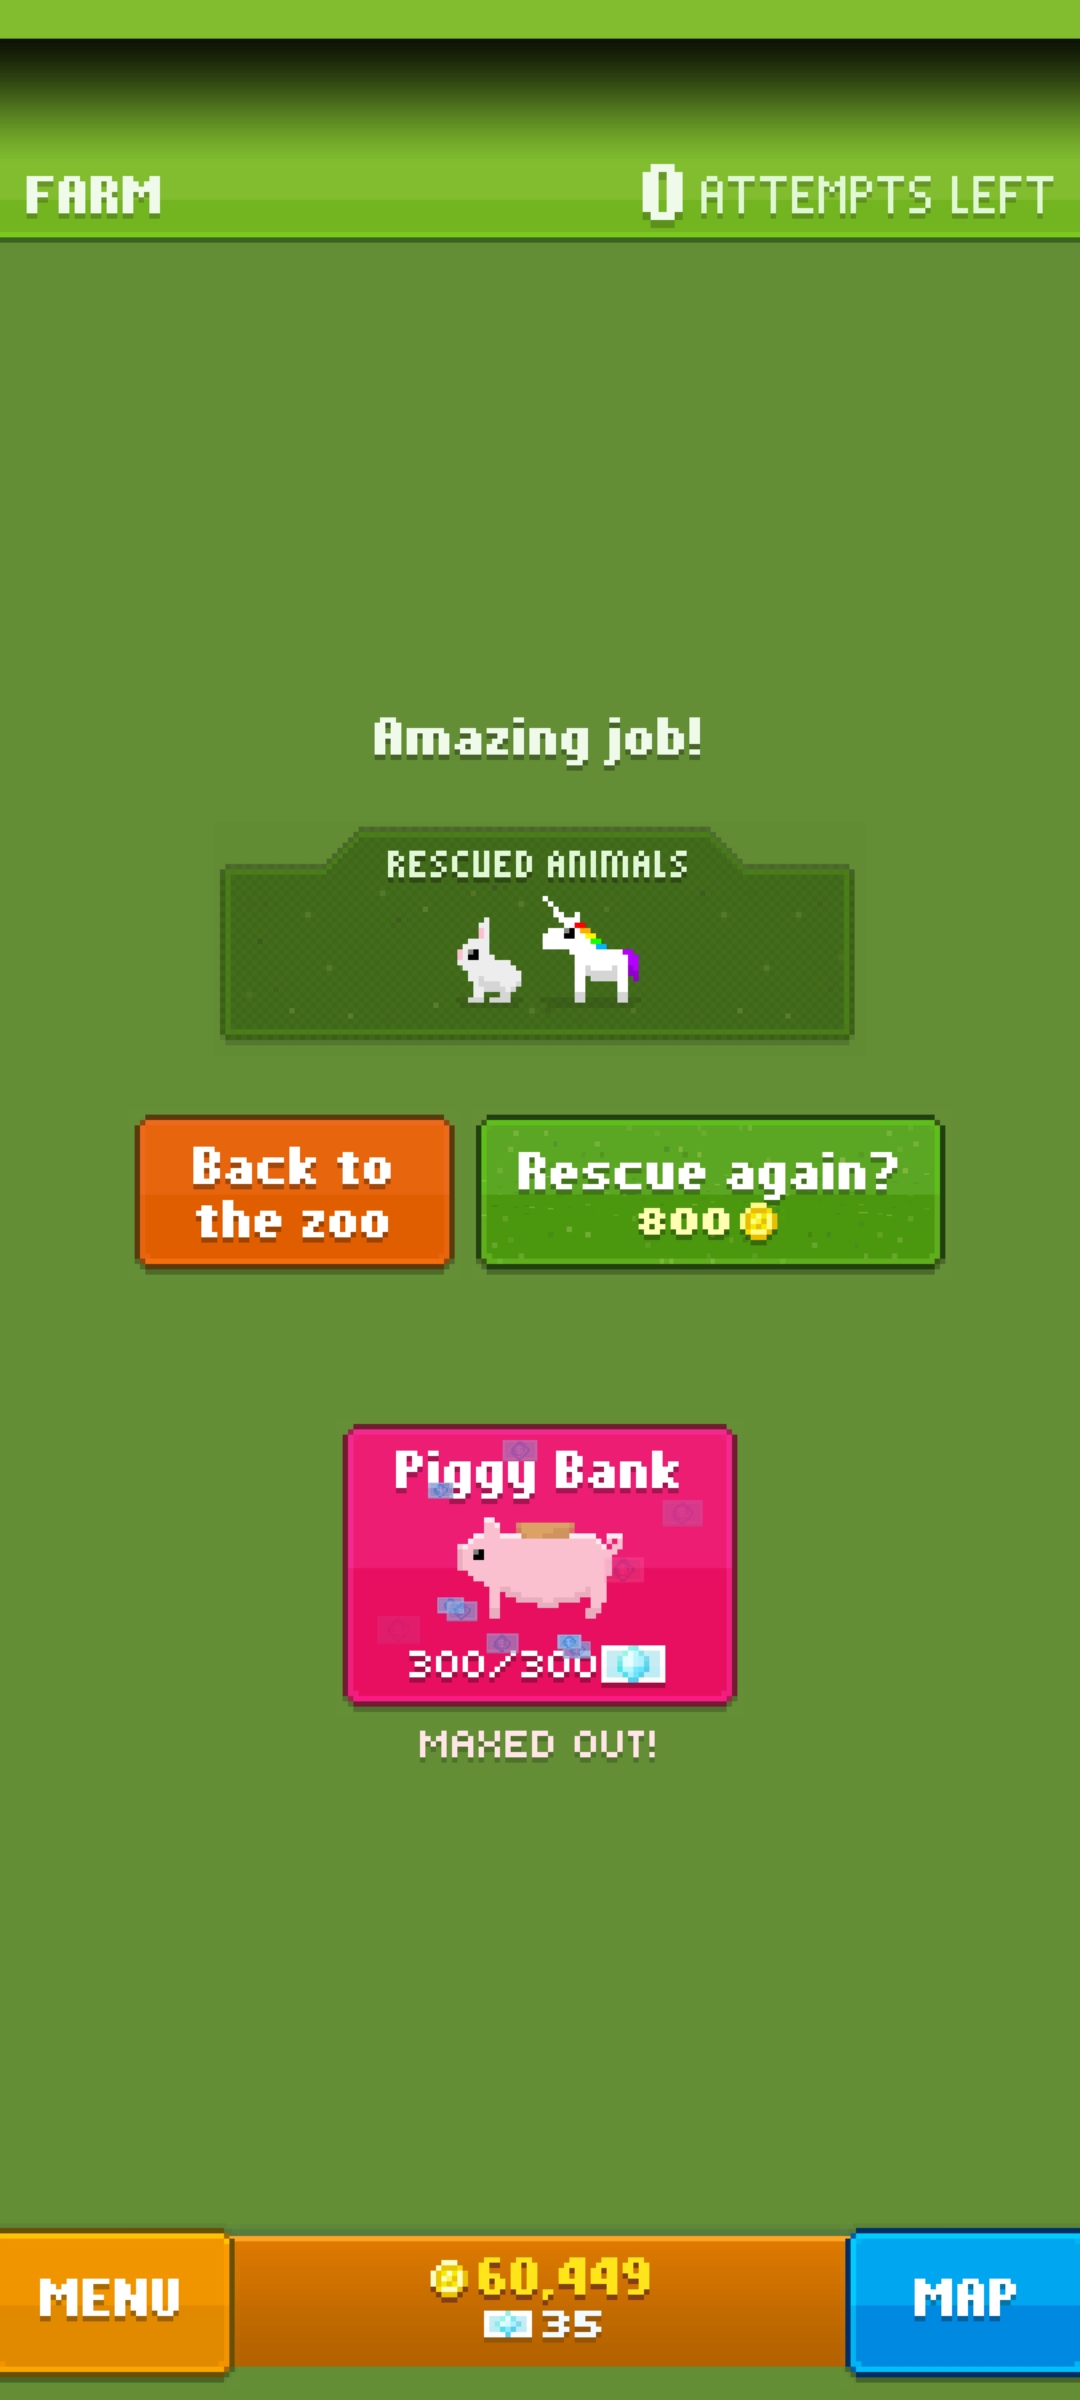 FARM
0 ATTEMPTS LEFT
Amazing job!
RESCUED ANIMALS
Back to
the zoo
Rescue again?
800
Piggy Bank
300/300
MAXED OUT!
MENU
60,449
35
MAP